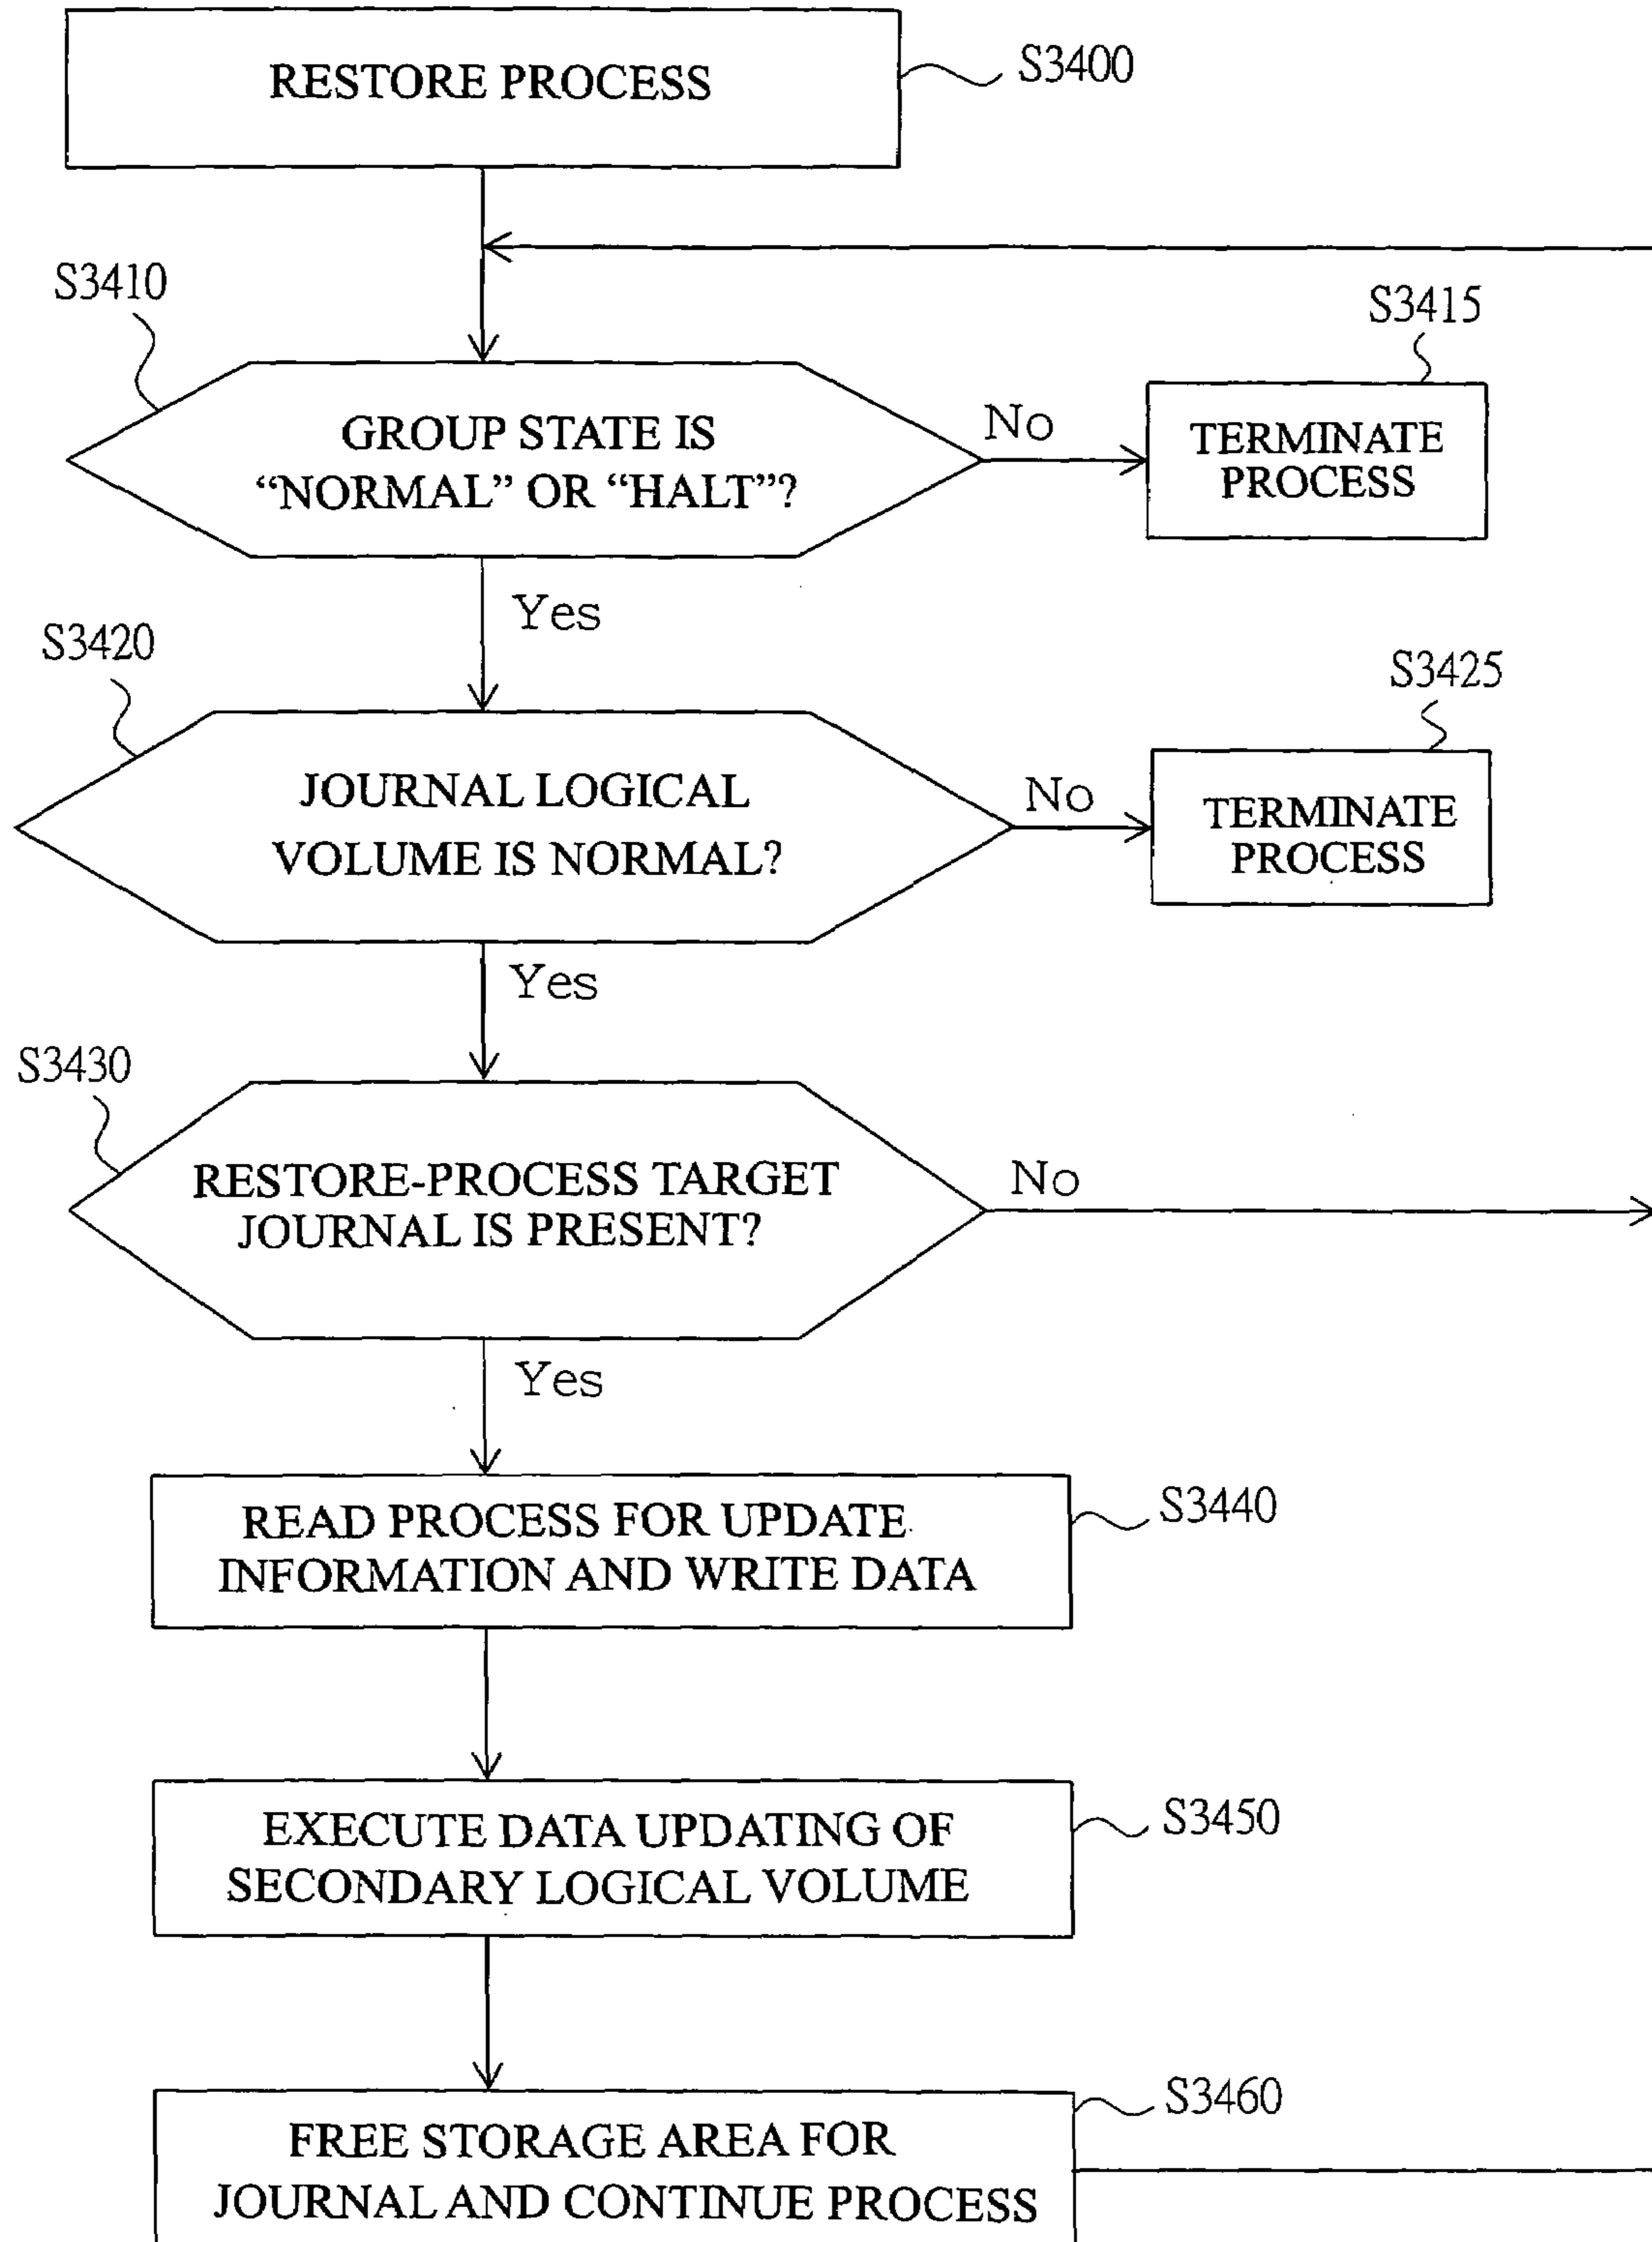 RESTORE PROCESS
S3400
S3410
S3415
GROUP STATE IS
“NORMAL” OR “HALT”?
No
TERMINATE
PROCESS
Yes
S3420
S3425
JOURNAL LOGICAL
VOLUME IS NORMAL?
No
TERMINATE
PROCESS
Yes
S3430
RESTORE-PROCESS TARGET
JOURNAL IS PRESENT?
No
Yes
READ PROCESS FOR UPDATE
INFORMATION AND WRITE DATA
S3440
EXECUTE DATA UPDATING OF
SECONDARY LOGICAL VOLUME
S3450
FREE STORAGE AREA FOR
JOURNAL AND CONTINUE PROCESS
S3460